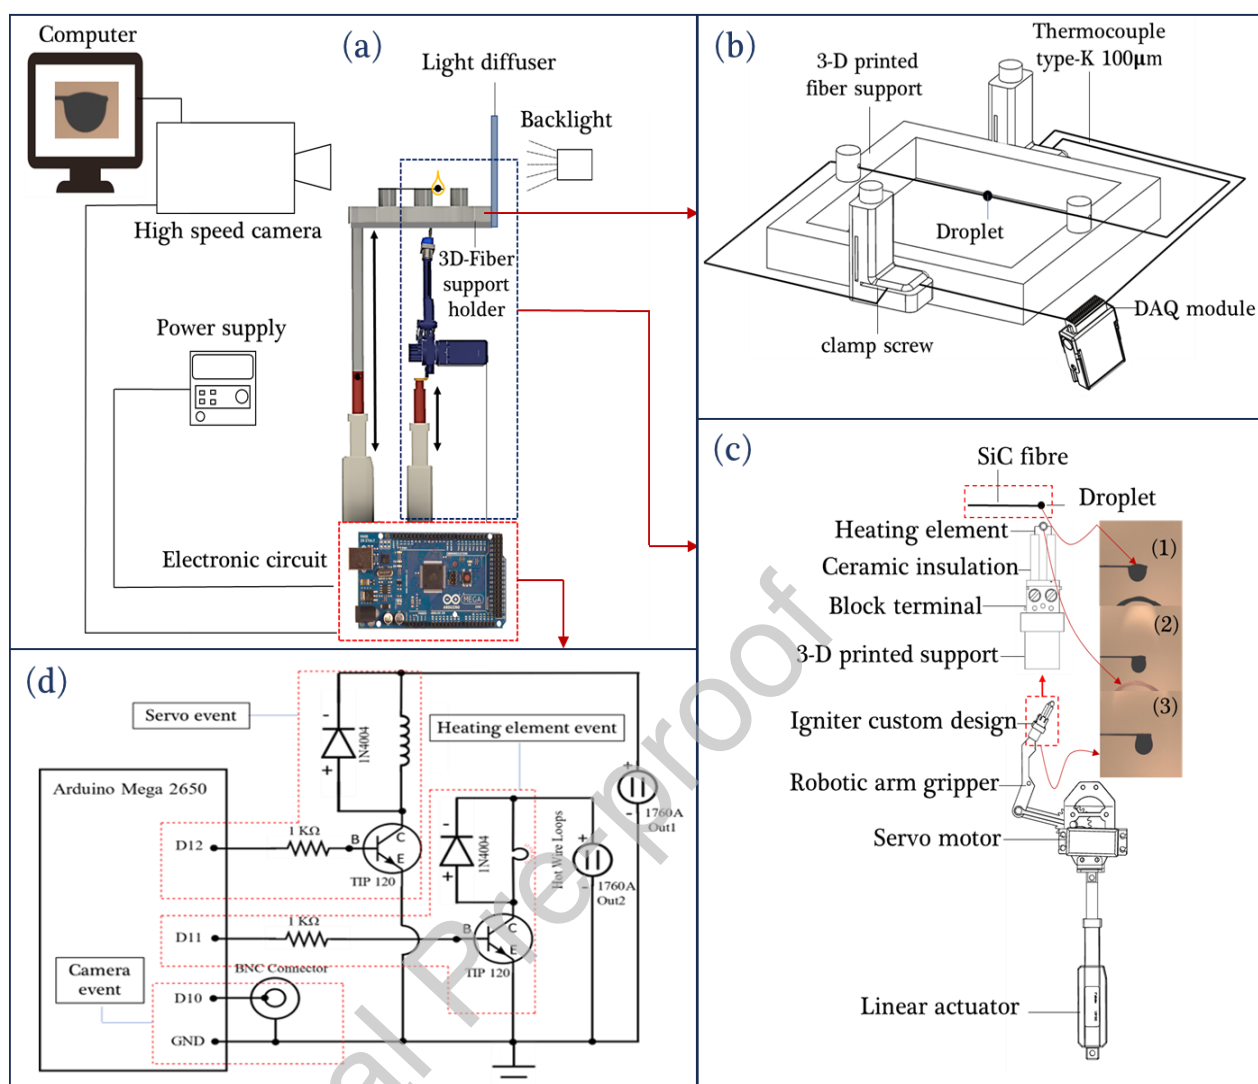 (a)
Computer
Light diffuser
Backlight
High speed camera
3D-Fiber
support
holder
Power supply
Electronic circuit
MEGA
ARDUINO
(b)
3-D printed
fiber support
Thermocouple
type-K 100μm
Droplet
DAQ module
clamp screw
(c)
SiC fibre
Droplet
Heating element
Ceramic insulation
Block terminal
3-D printed support
Igniter custom design
Robotic arm gripper
Servo motor
Linear actuator
(1)
(2)
(3)
(d)
Servo event
Heating element event
Camera
event
Arduino Mega 2650
D12
1 KΩ
B
C
E
TIP 120
-
1N4004
+
D11
1 KΩ
B
C
E
TIP 120
-
1N4004
+
Hot Wire Loops
+
1760A
- Out1
+
1760A
- Out2
D10
BNC Connector
GND
al Pre-proof